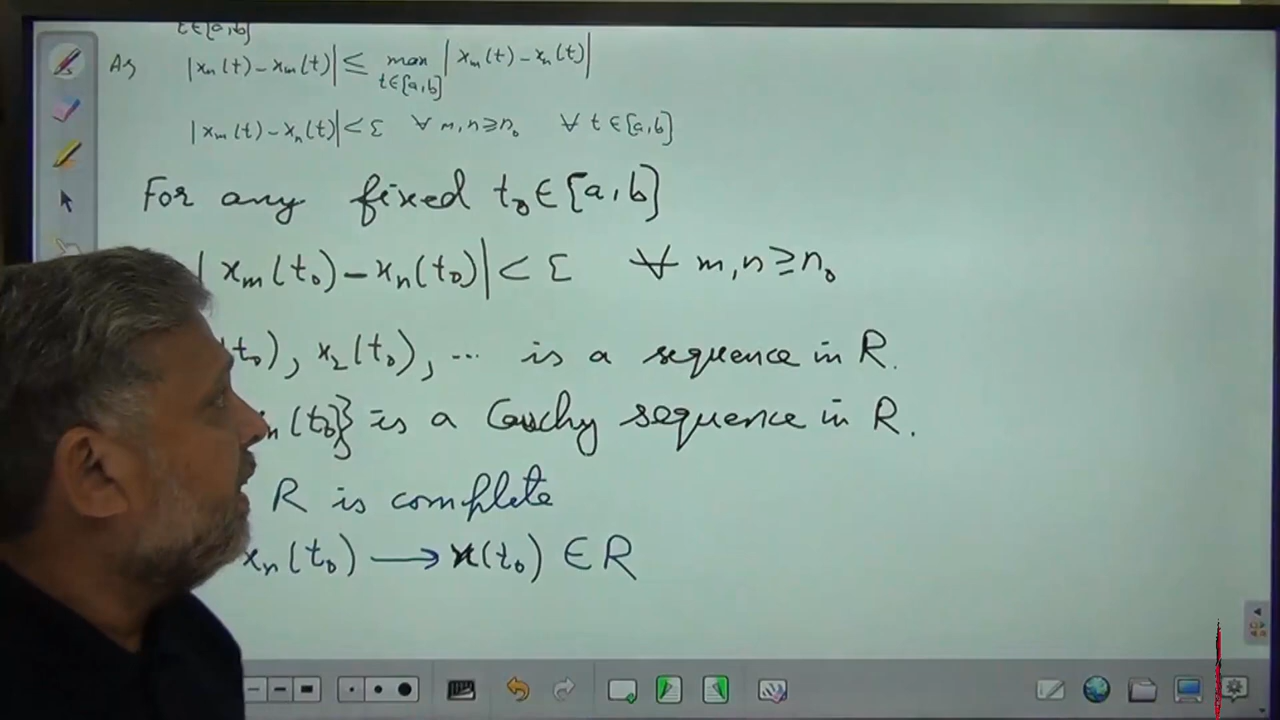 t∈[a,b]
As |xₙ(t)-xₘ(t)| ≤ max |xₘ(t)-xₙ(t)|
t∈[a,b]
|xₘ(t)-xₙ(t)| < Ɛ ∀ m,n≥n₀ ∀ t∈[a,b]
For any fixed t₀∈[a,b]
|xₘ(t₀)-xₙ(t₀)| < Ɛ ∀ m,n≥n₀
(t₀), x₂(t₀), ... is a sequence in R.
ₙ(t₀)} is a Cauchy sequence in R.
R is complete
xₙ(t₀) ⟶ x(t₀) ∈ R